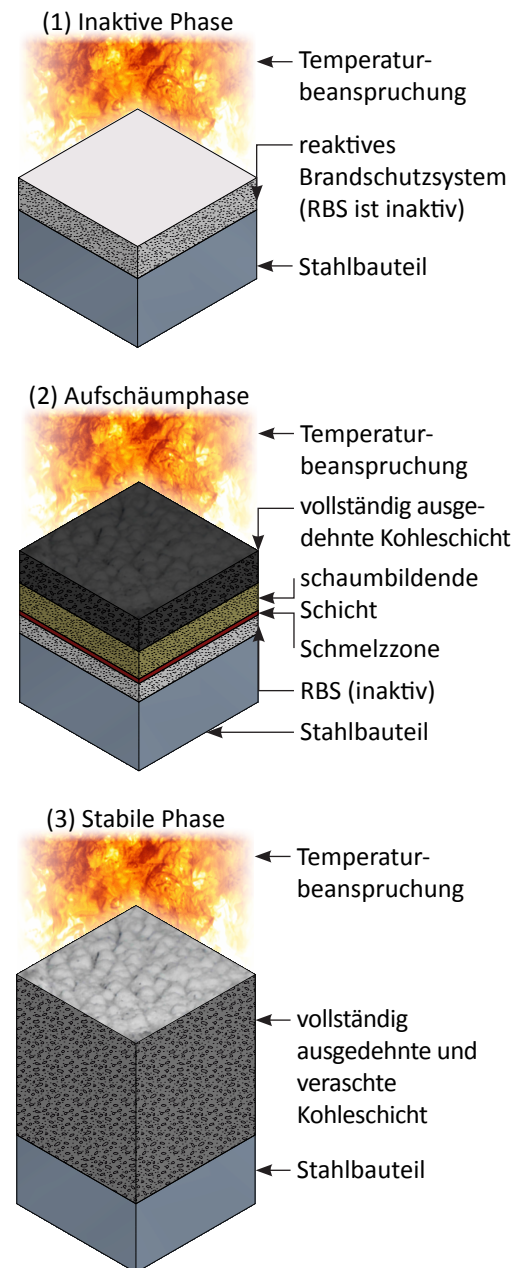 (1) Inaktive Phase
Temperatur-
beanspruchung
reaktives
Brandschutzsystem
(RBS ist inaktiv)
Stahlbauteil
(2) Aufschäumphase
Temperatur-
beanspruchung
vollständig ausge-
dehnte Kohleschicht
schaumbildende
Schicht
Schmelzzone
RBS (inaktiv)
Stahlbauteil
(3) Stabile Phase
Temperatur-
beanspruchung
vollständig
ausgedehnte und
veraschte
Kohleschicht
Stahlbauteil